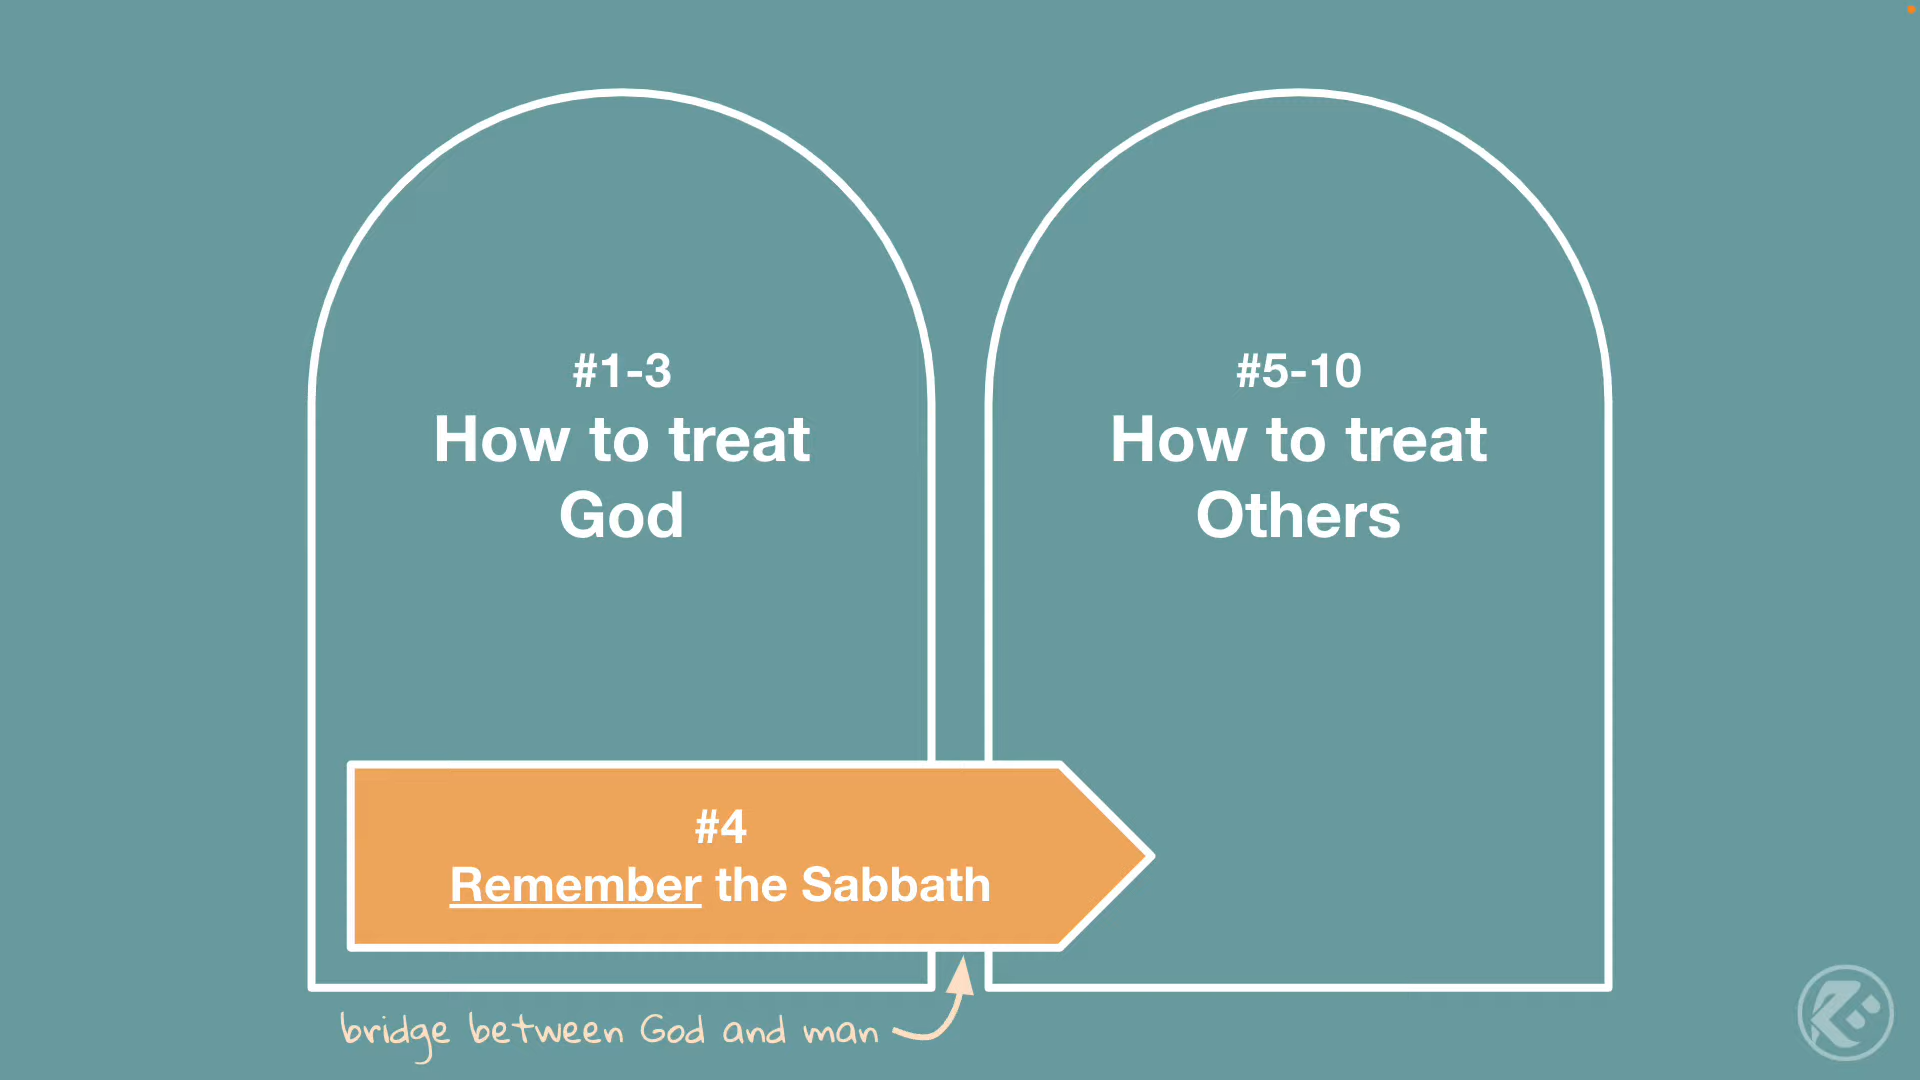 #1-3
How to treat
God
#5-10
How to treat
Others
#4
Remember the Sabbath
bridge between God and man